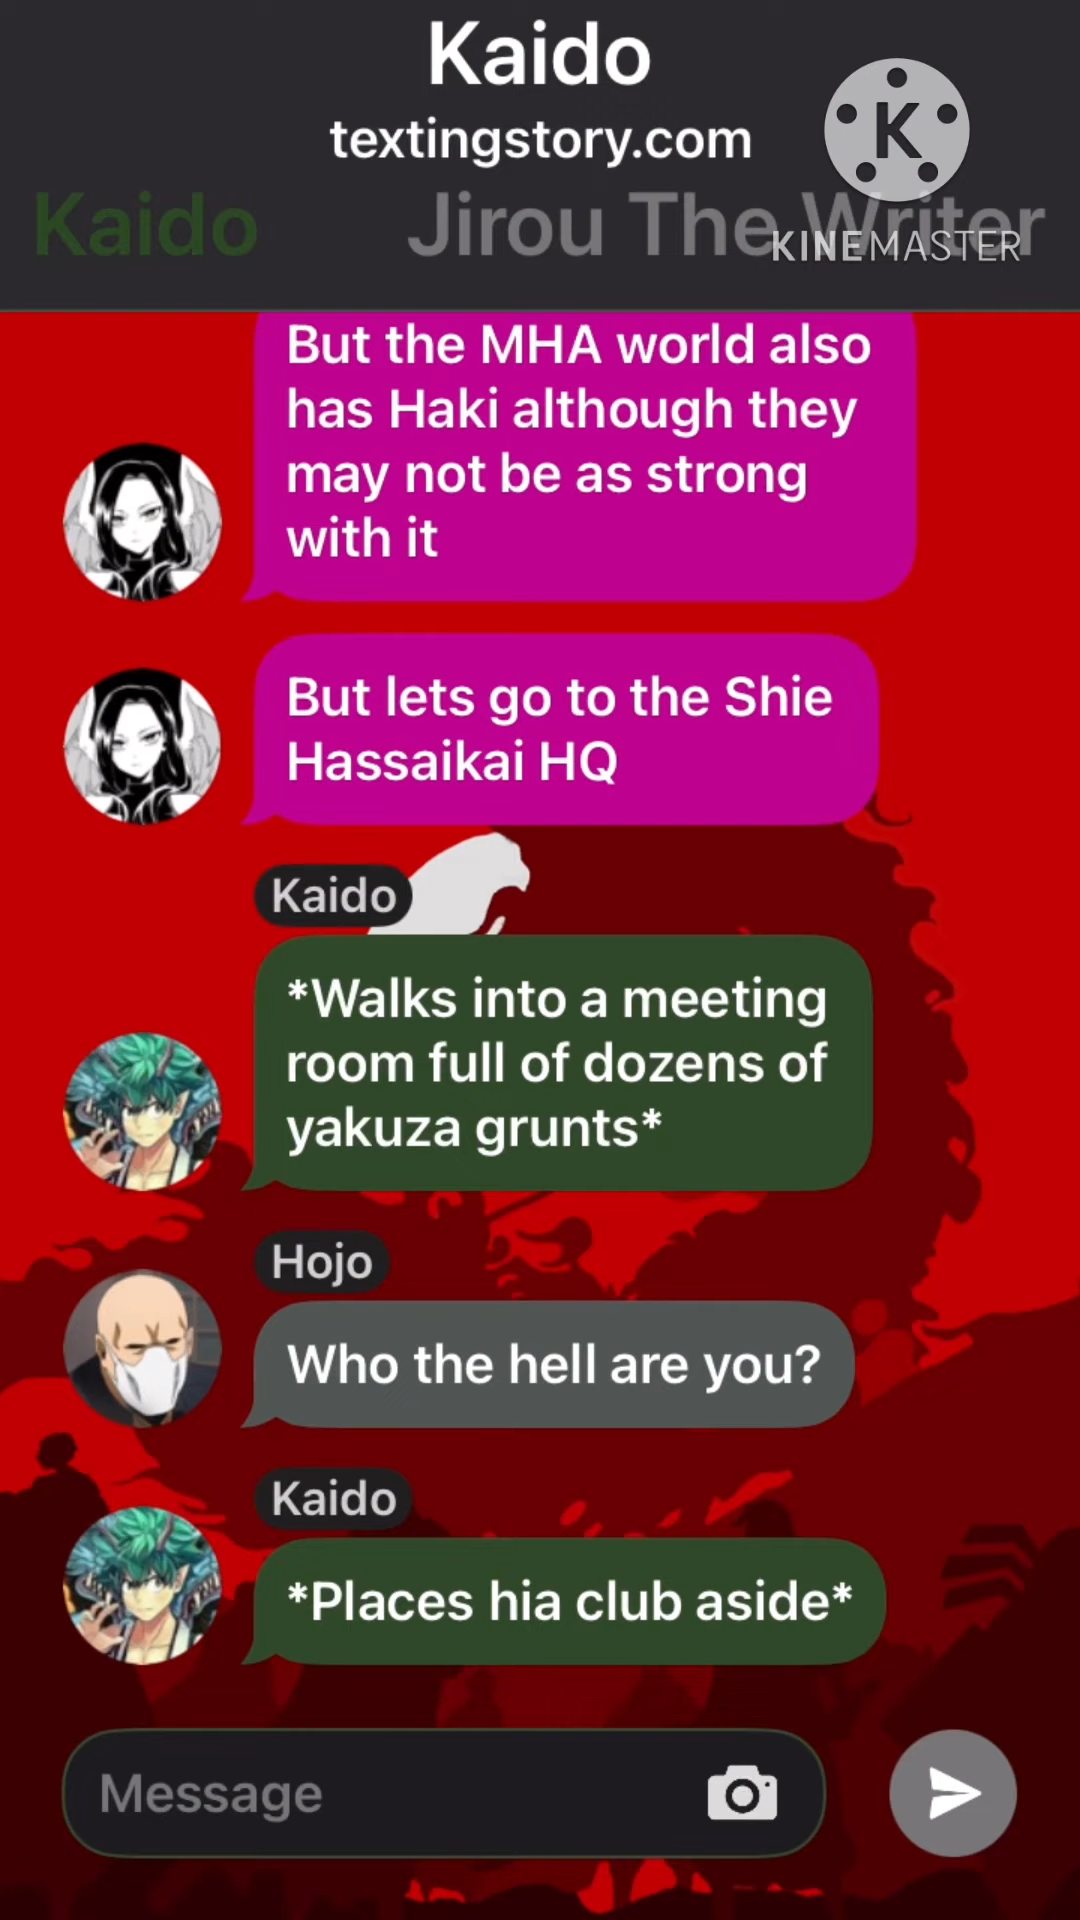 Kaido
textingstory.com
K
Kaido
Jirou The Writer
KINEMASTER
But the MHA world also
has Haki although they
may not be as strong
with it
But lets go to the Shie
Hassaikai HQ
Kaido
*Walks into a meeting
room full of dozens of
yakuza grunts*
Hojo
Who the hell are you?
Kaido
*Places hia club aside*
Message